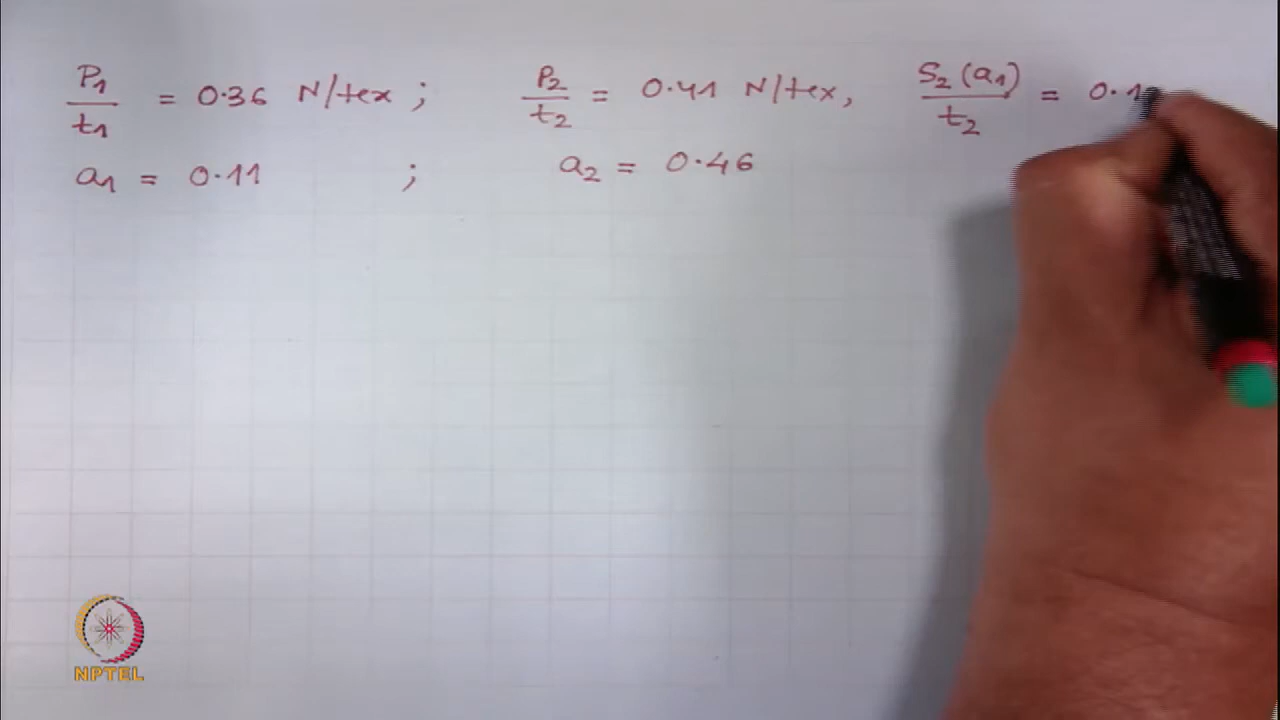 P1/t1 = 0.36 N/tex ; P2/t2 = 0.41 N/tex, S2(a1)/t2 = 0.1
a1 = 0.11 ; a2 = 0.46
NPTEL